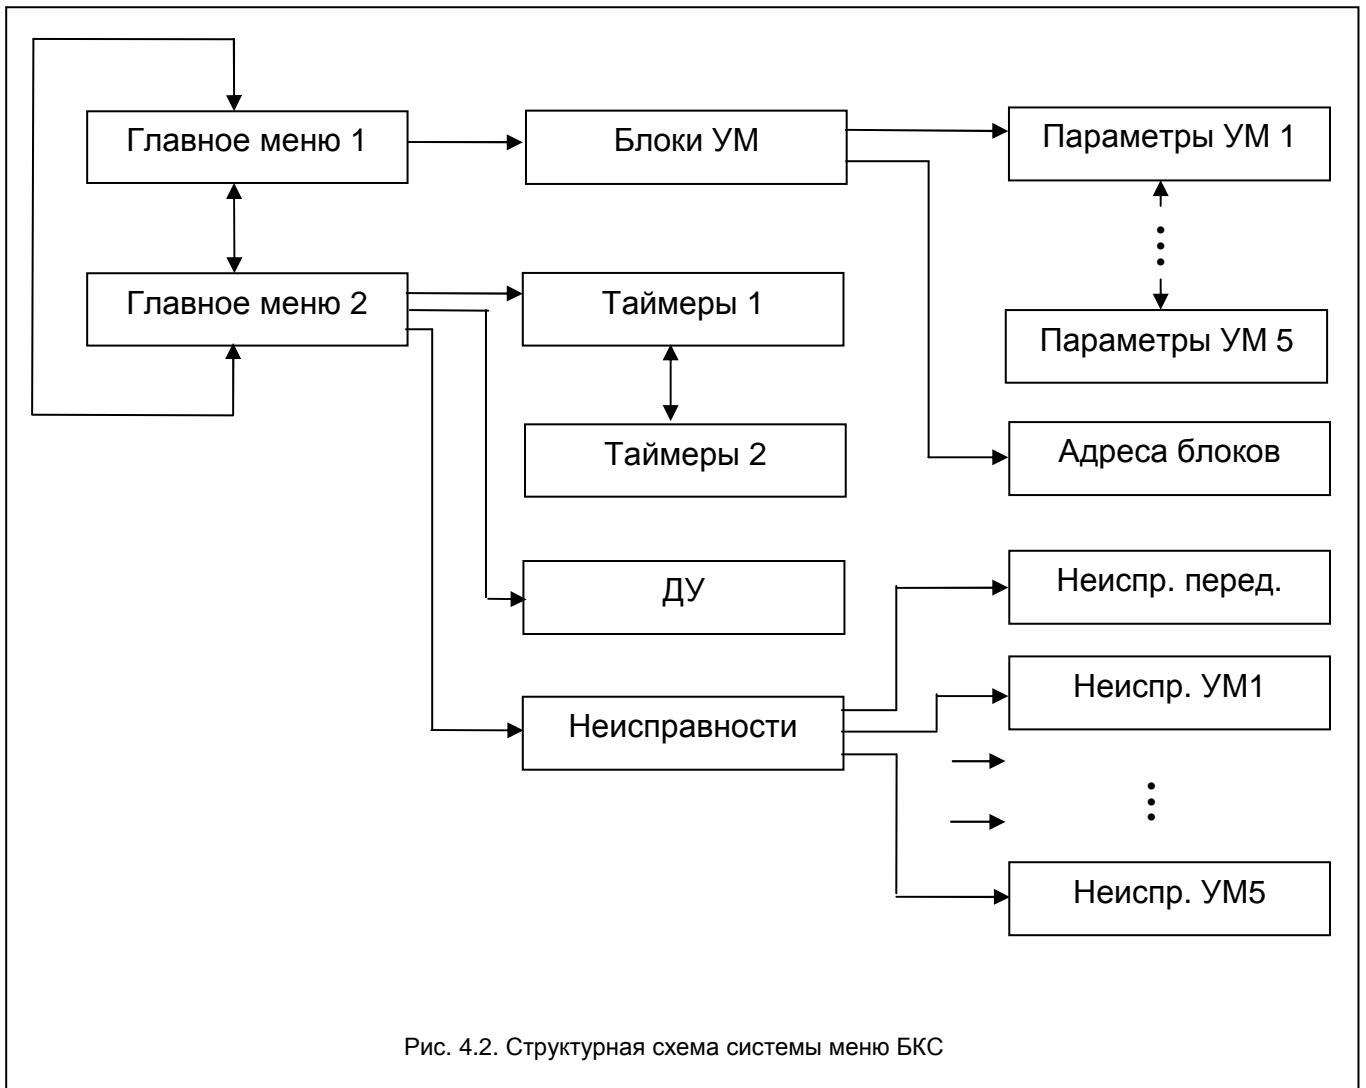 Главное меню 1
Блоки УМ
Параметры УМ 1
Главное меню 2
Таймеры 1
Параметры УМ 5
Таймеры 2
Адреса блоков
ДУ
Неиспр. перед.
Неисправности
Неиспр. УМ1
Неиспр. УМ5
Рис. 4.2. Структурная схема системы меню БКС